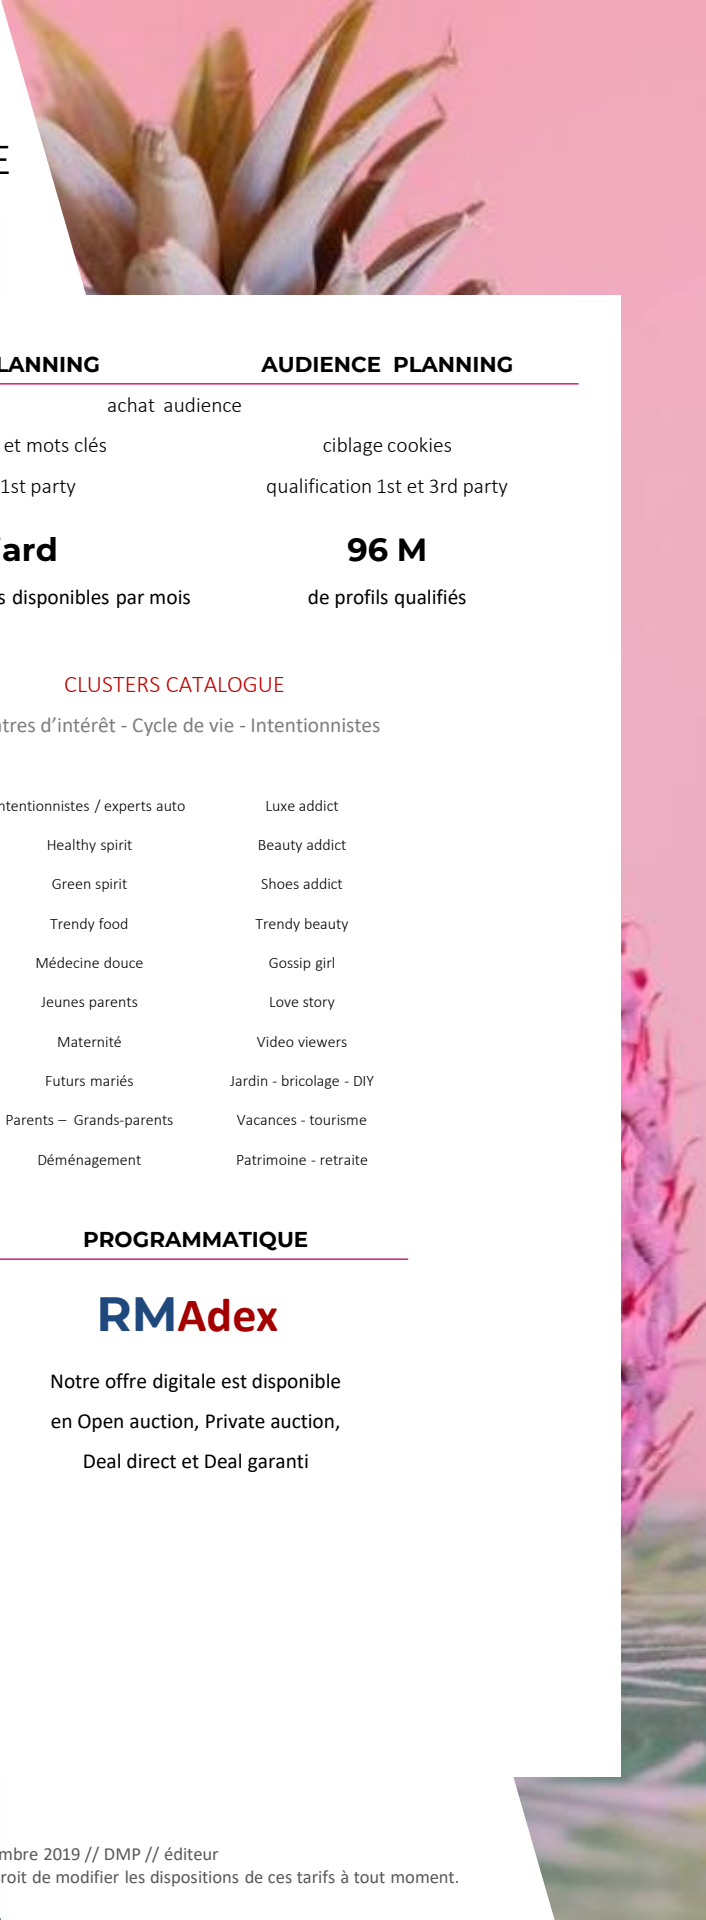 E
LANNING AUDIENCE PLANNING
achat audience
et mots clés ciblage cookies
1st party qualification 1st et 3rd party
iard 96 M
s disponibles par mois de profils qualifiés
CLUSTERS CATALOGUE
ntres d'intérêt - Cycle de vie - Intentionnistes
ntentionnistes / experts auto Luxe addict
Healthy spirit Beauty addict
Green spirit Shoes addict
Trendy food Trendy beauty
Médecine douce Gossip girl
Jeunes parents Love story
Maternité Video viewers
Futurs mariés Jardin - bricolage - DIY
Parents – Grands-parents Vacances - tourisme
Déménagement Patrimoine - retraite
PROGRAMMATIQUE
RMAdex
Notre offre digitale est disponible
en Open auction, Private auction,
Deal direct et Deal garanti
mbre 2019 // DMP // éditeur
roit de modifier les dispositions de ces tarifs à tout moment.